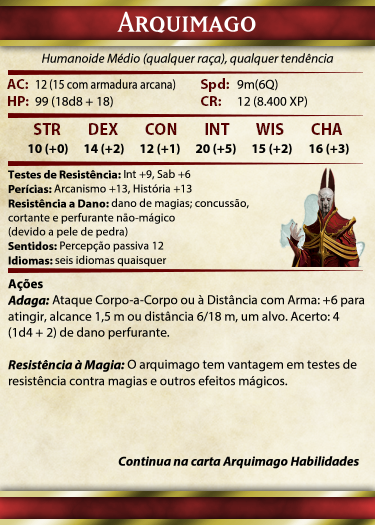 ARQUIMAGO
Humanoide Médio (qualquer raça), qualquer tendência
AC: 12 (15 com armadura arcana) Spd: 9m(6Q)
HP: 99 (18d8 + 18) CR: 12 (8.400 XP)
STR DEX CON INT WIS CHA
10 (+0) 14 (+2) 12 (+1) 20 (+5) 15 (+2) 16 (+3)
Testes de Resistência: Int +9, Sab +6
Perícias: Arcanismo +13, História +13
Resistência a Dano: dano de magias; concussão,
cortante e perfurante não-mágico
(devido a pele de pedra)
Sentidos: Percepção passiva 12
Idiomas: seis idiomas quaisquer
Ações
Adaga: Ataque Corpo-a-Corpo ou à Distância com Arma: +6 para
atingir, alcance 1,5 m ou distância 6/18 m, um alvo. Acerto: 4
(1d4 + 2) de dano perfurante.
Resistência à Magia: O arquimago tem vantagem em testes de
resistência contra magias e outros efeitos mágicos.
Continua na carta Arquimago Habilidades